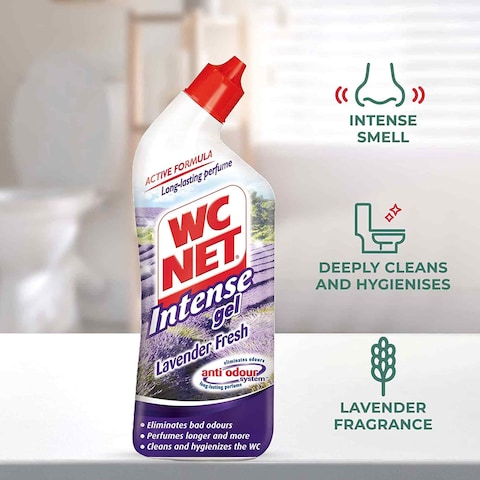 ACTIVE FORMULA
Long-lasting perfume
WC
NET
Intense
gel
Lavender Fresh
eliminates odours
anti odour
system
long-lasting perfume
• Eliminates bad odours
• Perfumes longer and more
• Cleans and hygienizes the WC
INTENSE
SMELL
DEEPLY CLEANS
AND HYGIENISES
LAVENDER
FRAGRANCE